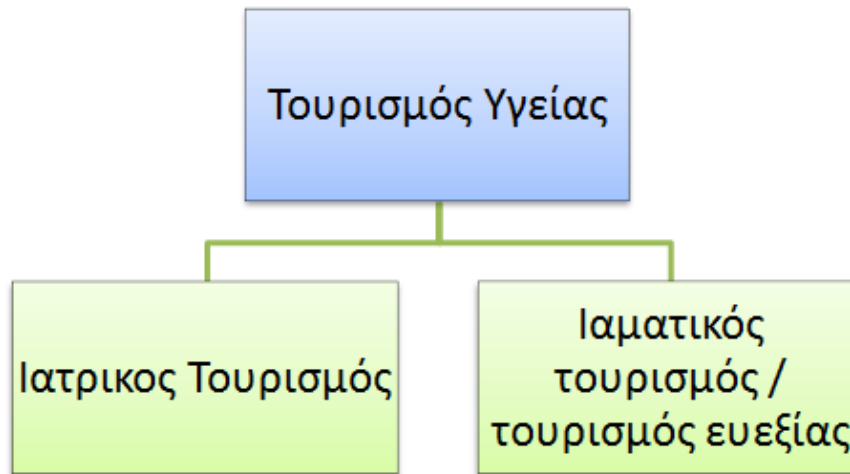 Τουρισμός Υγείας
Ιατρικος Τουρισμός
Ιαματικός
τουρισμός /
τουρισμός ευεξίας